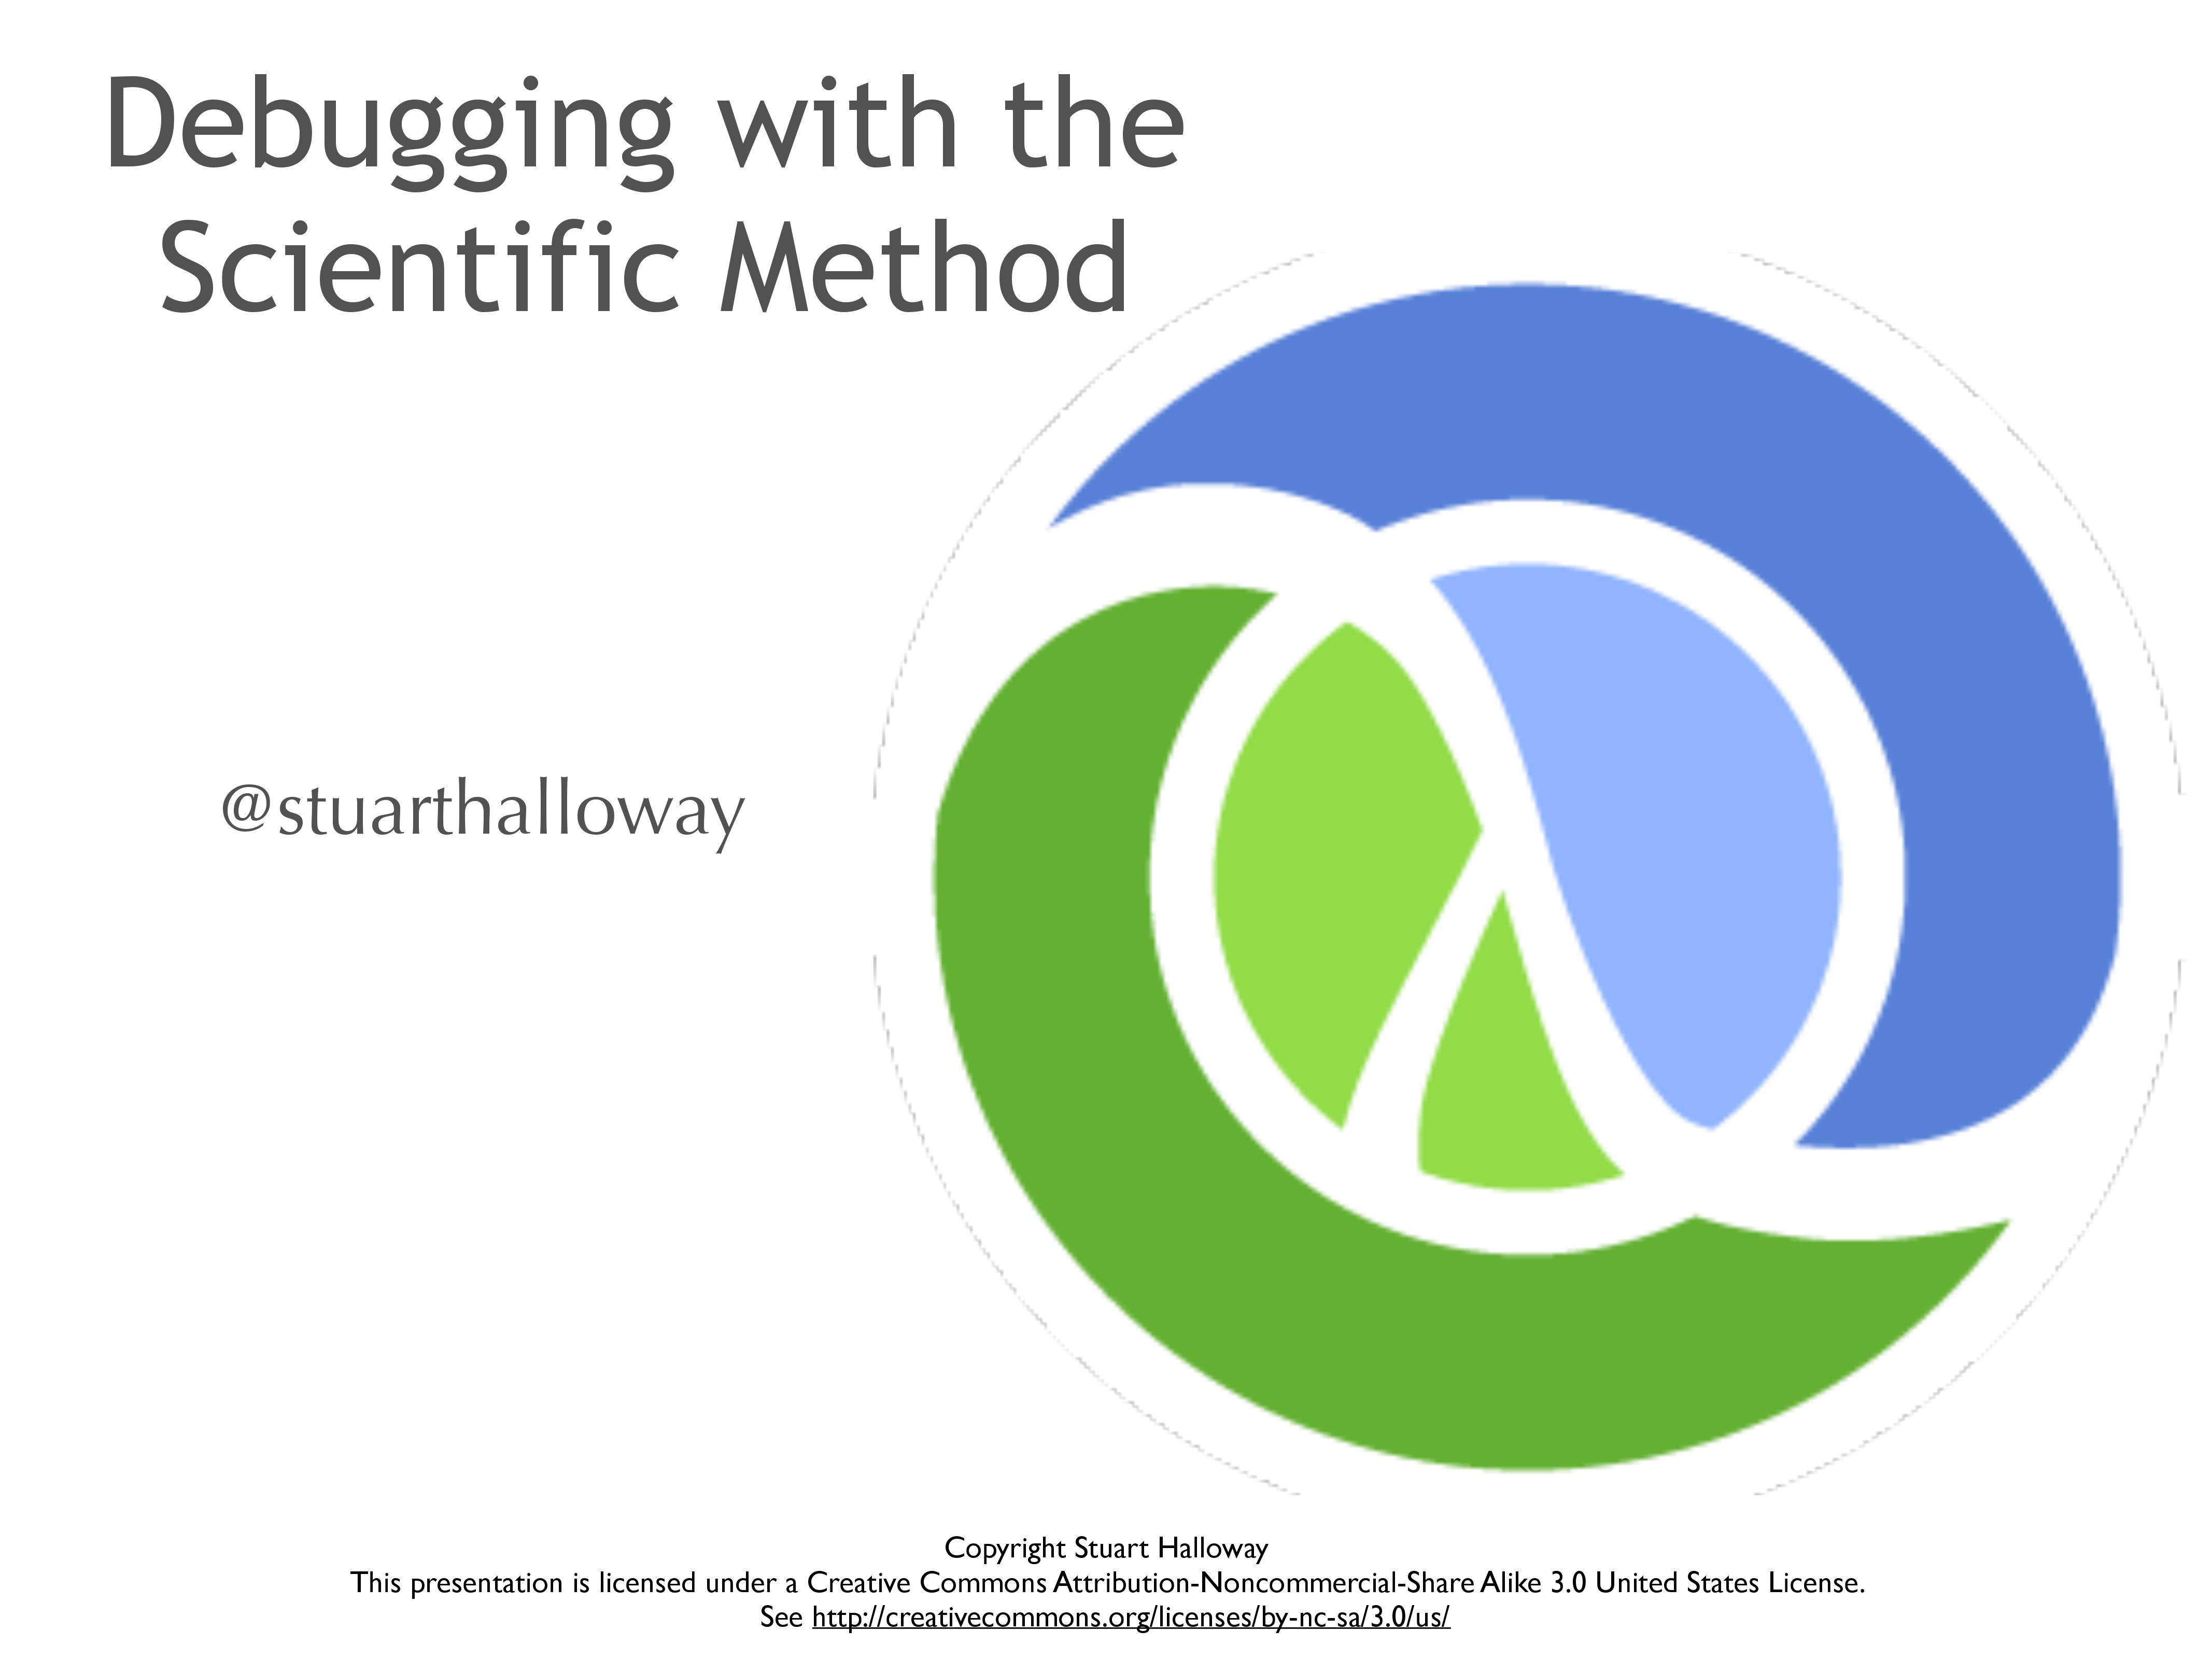 Debugging with the
Scientific Method
@stuarthalloway
Copyright Stuart Halloway
This presentation is licensed under a Creative Commons Attribution-Noncommercial-Share Alike 3.0 United States License.
See http://creativecommons.org/licenses/by-nc-sa/3.0/us/